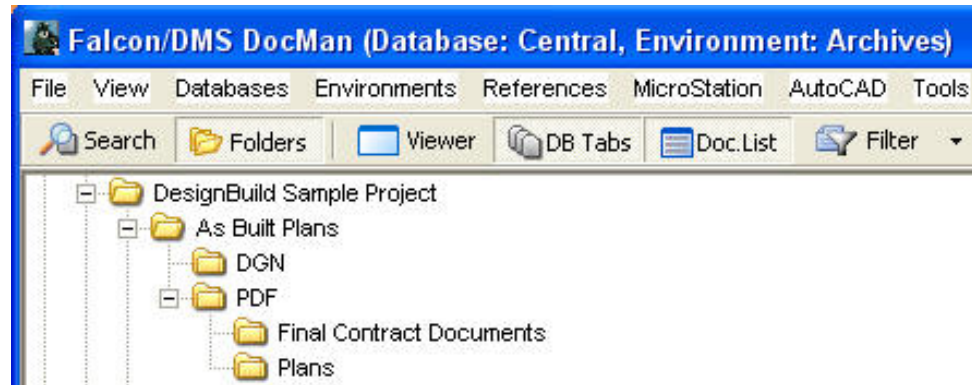 Falcon/DMS DocMan (Database: Central, Environment: Archives)
File View Databases Environments References MicroStation AutoCAD Tools
Search Folders Viewer DB Tabs Doc.List Filter
DesignBuild Sample Project
As Built Plans
DGN
PDF
Final Contract Documents
Plans